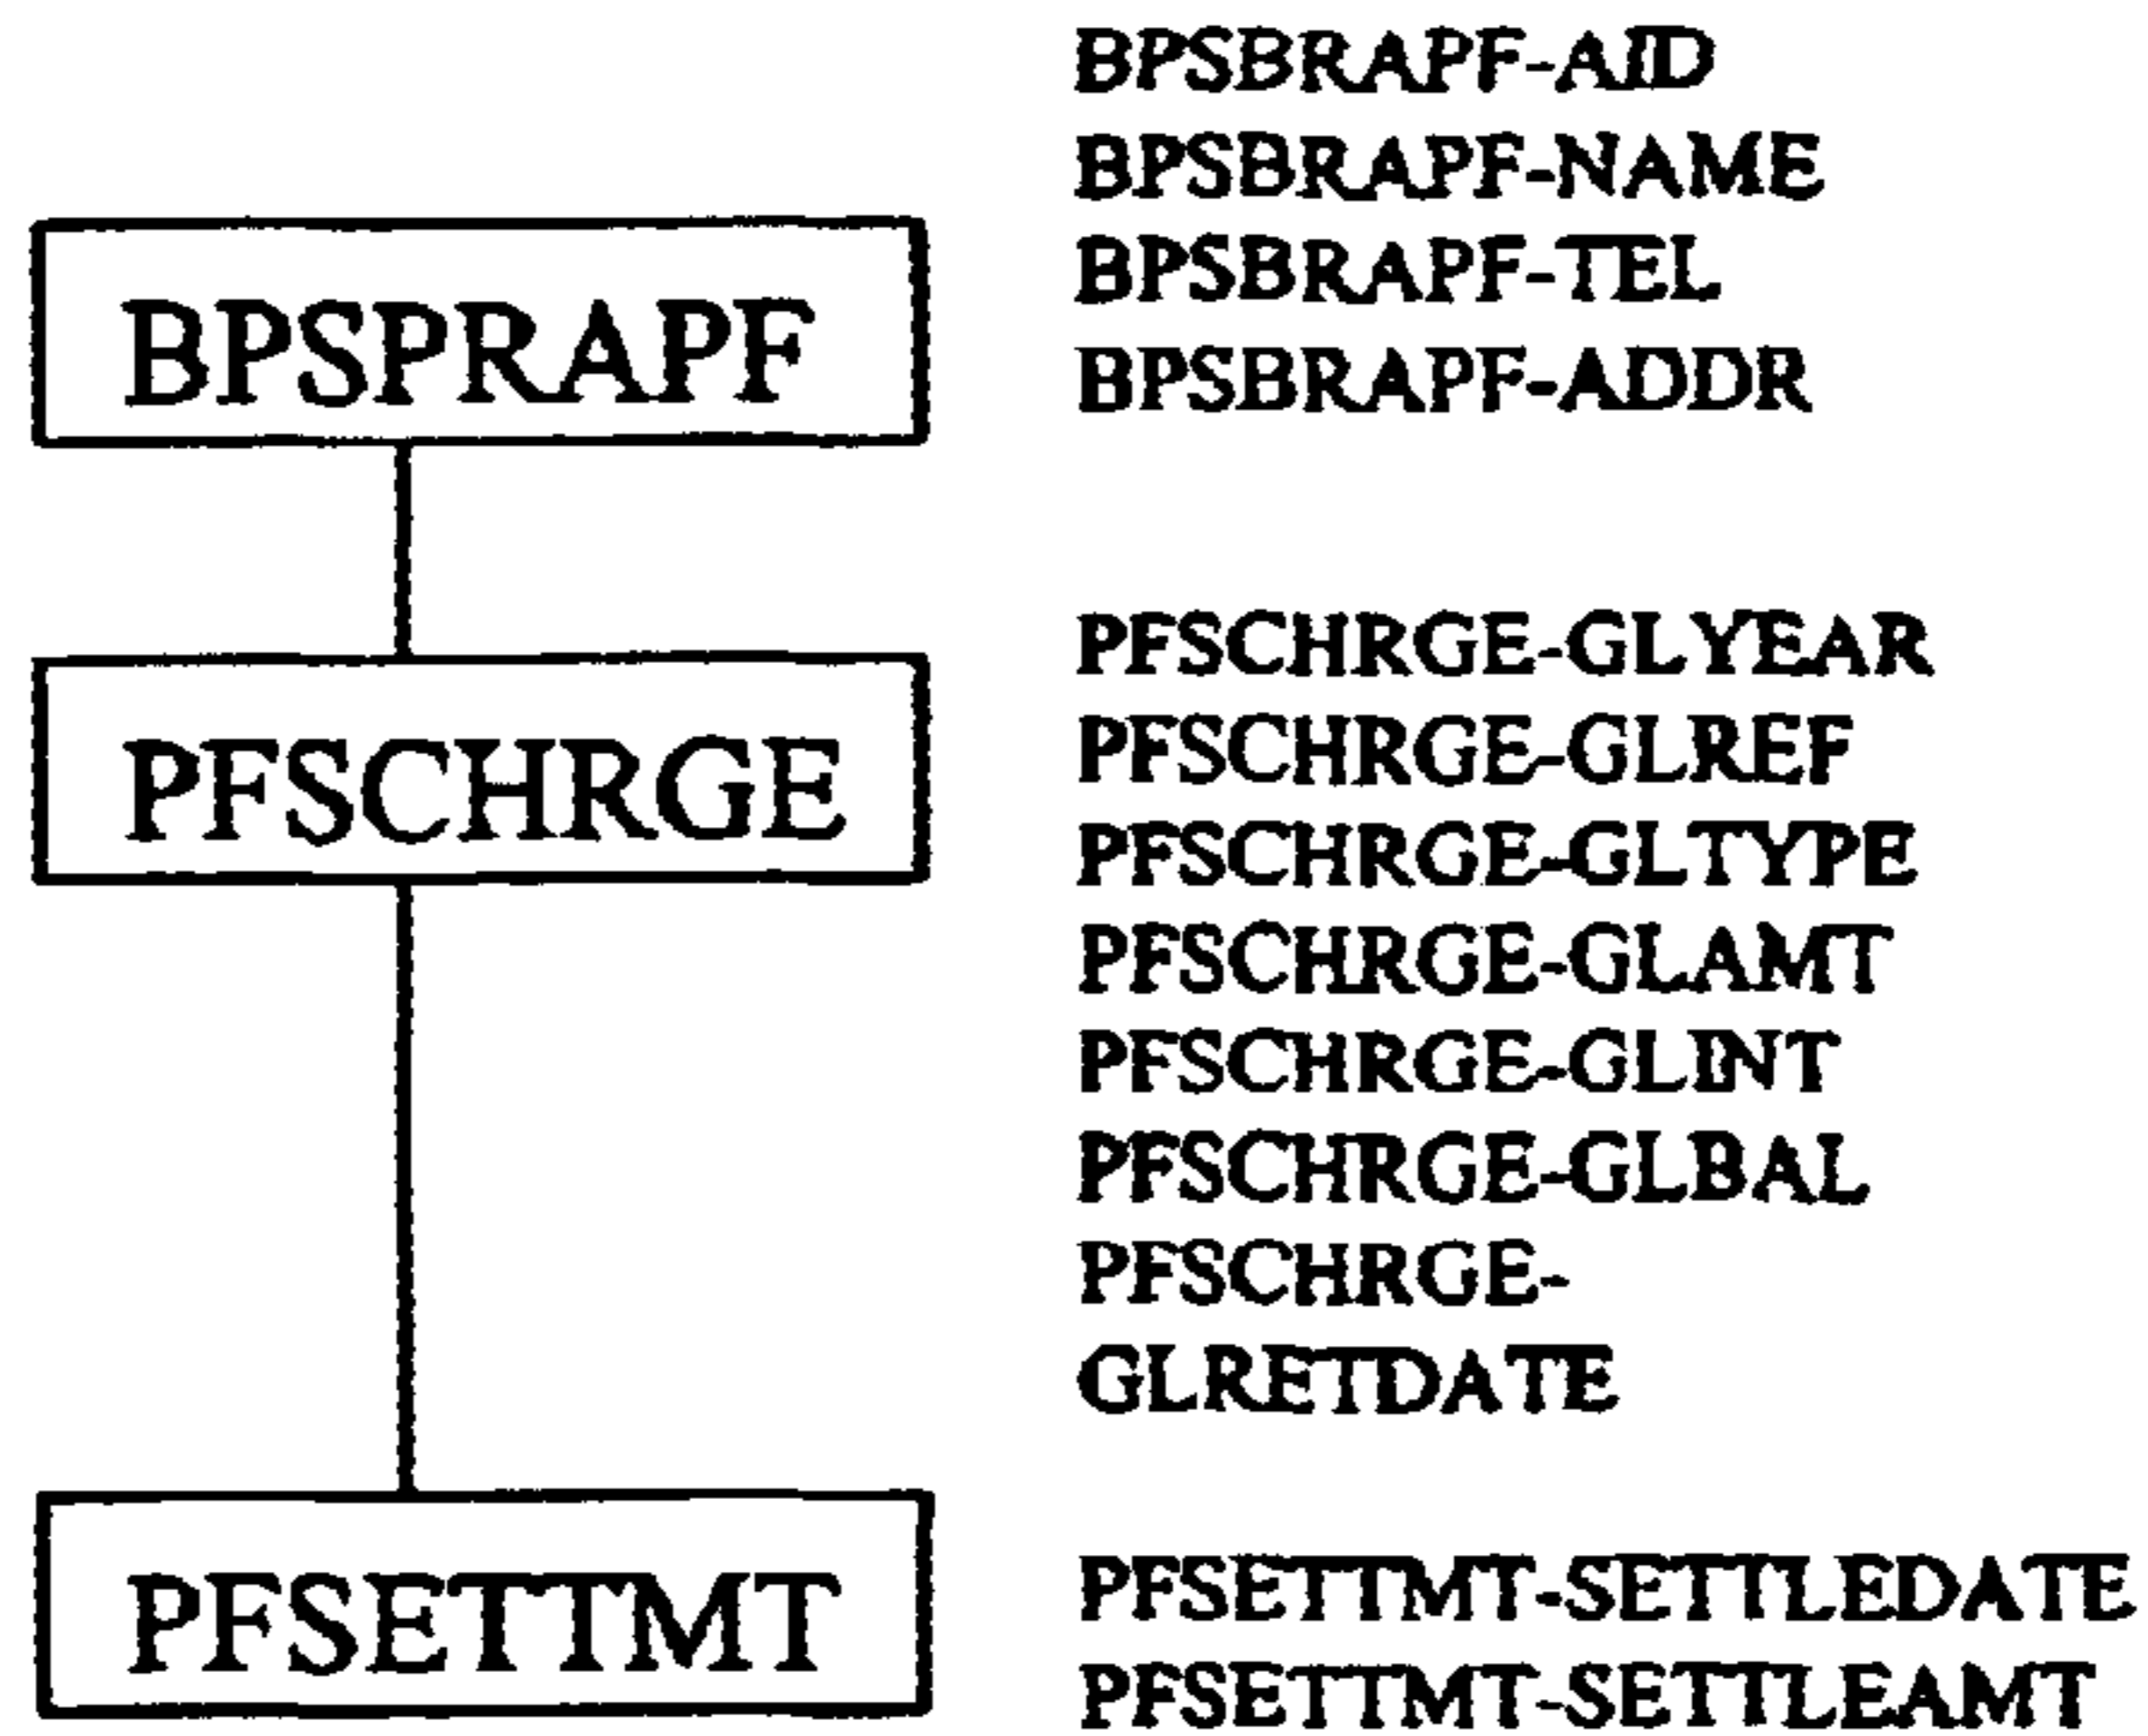 BPSBRAPF-AID
BPSBRAPF-NAME
BPSBRAPF-TEL
BPSPRAPF
BPSBRAPF-ADDR
PFSCHRGE-GLYEAR
PFSCHRGE-GLREF
PFSCHRGE
PFSCHRGE-GLTYPE
PFSCHRGE-GLAMT
PFSCHRGE-GLINT
PFSCHRGE-GLBAL
PFSCHRGE-
GLRETDATE
PFSETTMT-SETTLEDATE
PFSETTMT
PFSETTMT-SETTLEAMT